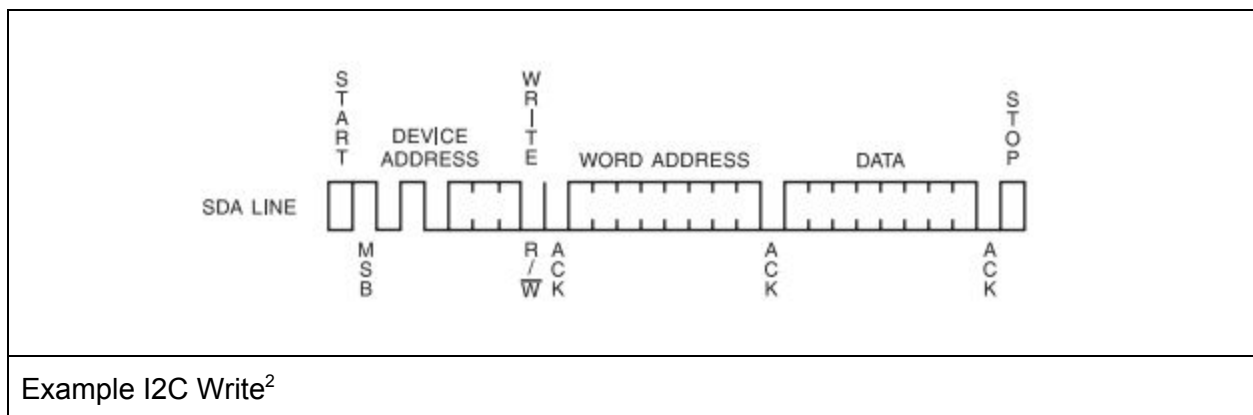 START
WRITE
STOP
DEVICE
ADDRESS
WORD ADDRESS
DATA
SDA LINE
MSB
R/W
ACK
ACK
ACK
Example I2C Write²